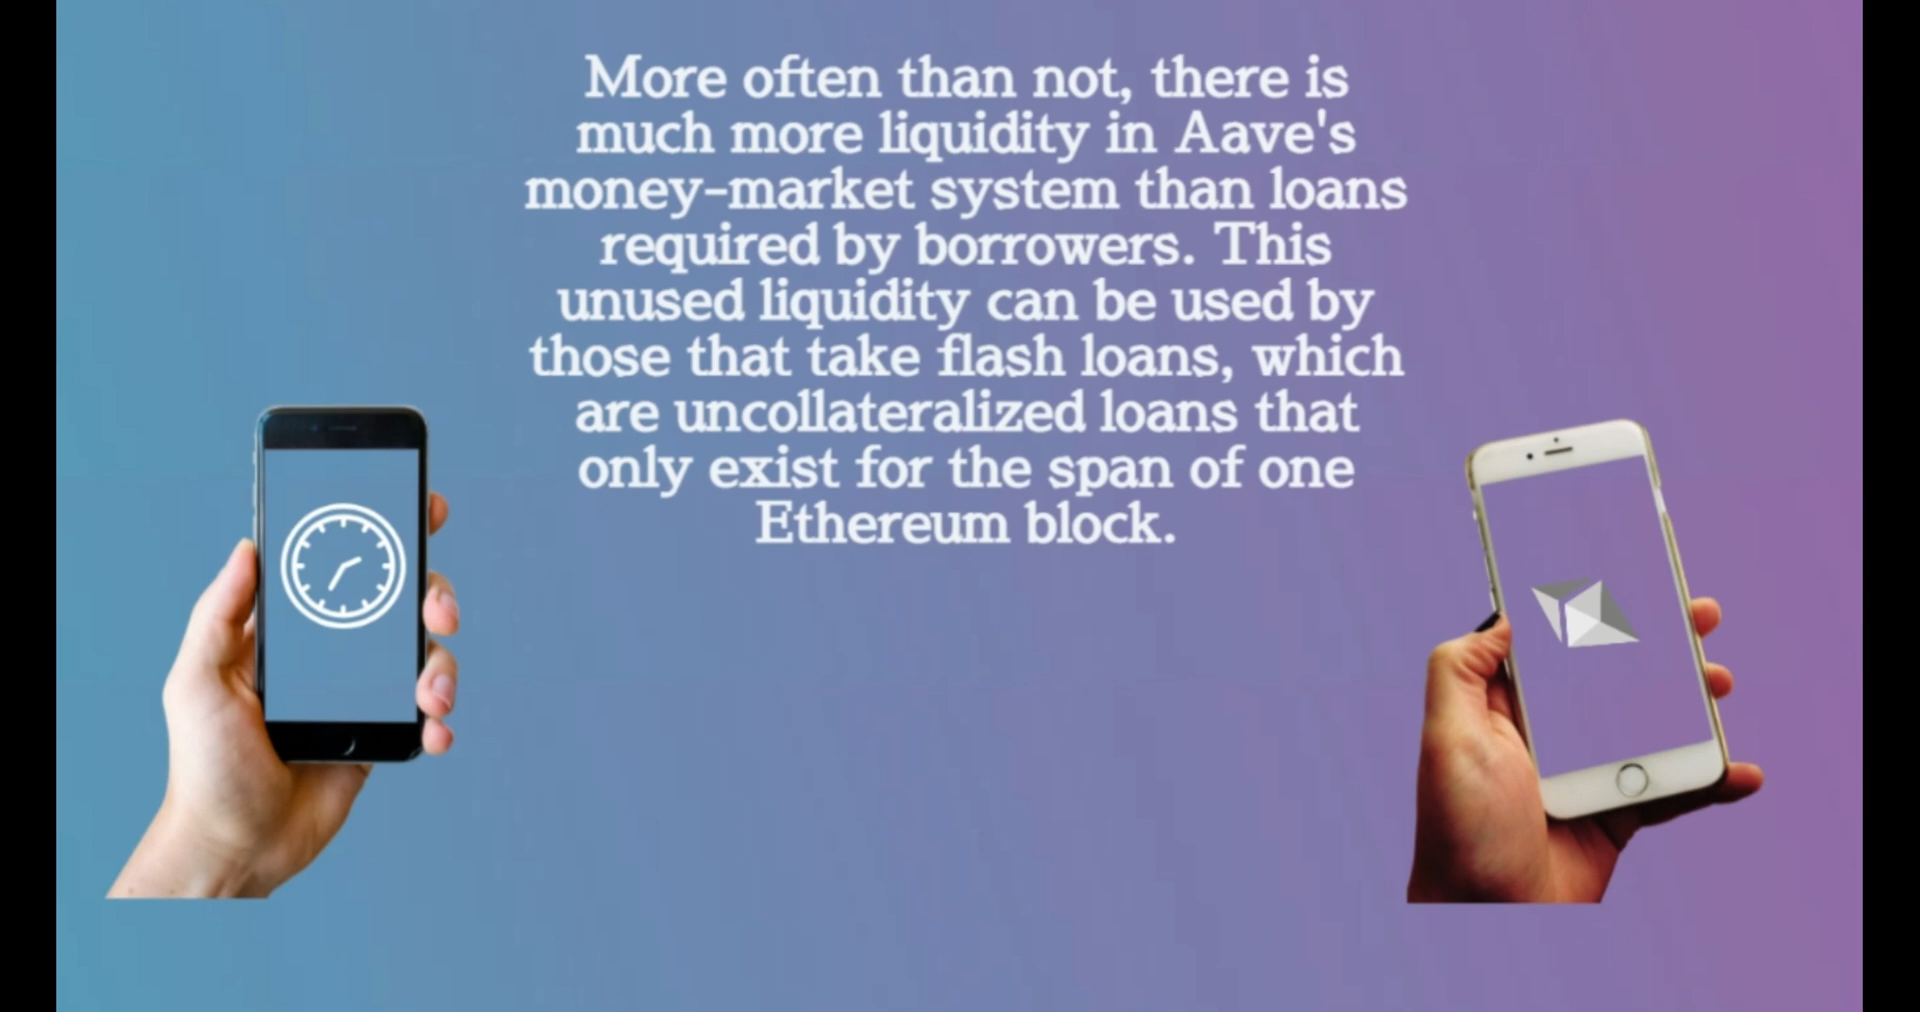 More often than not, there is
much more liquidity in Aave's
money-market system than loans
required by borrowers. This
unused liquidity can be used by
those that take flash loans, which
are uncollateralized loans that
only exist for the span of one
Ethereum block.